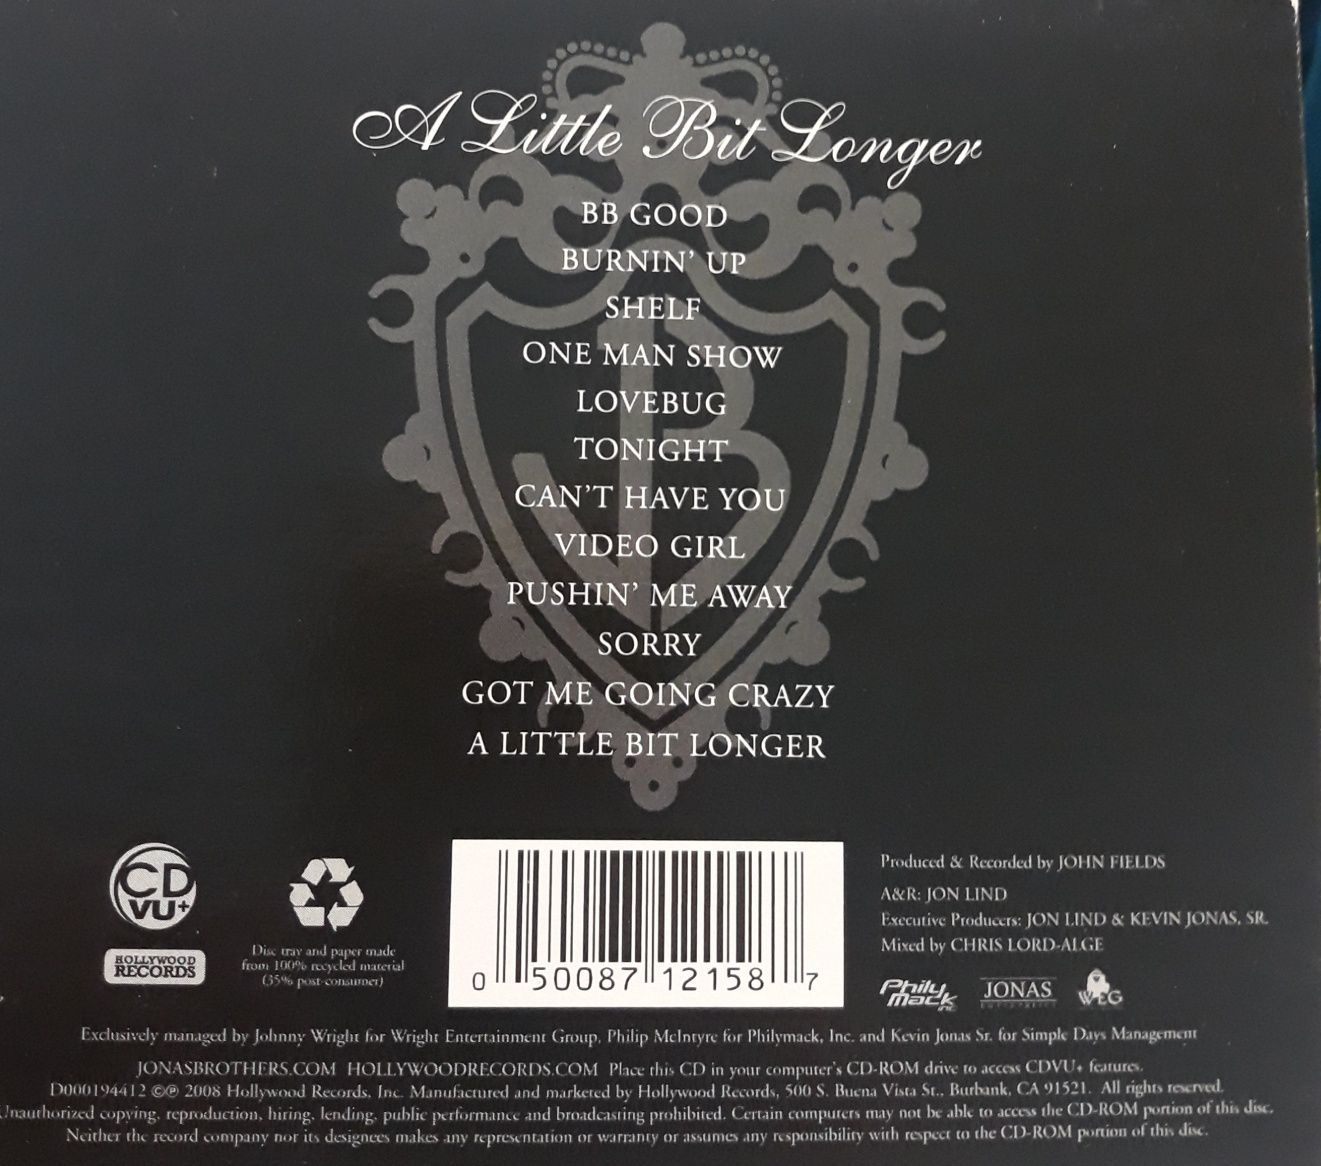 A Little Bit Longer
BB GOOD
BURNIN' UP
SHELF
ONE MAN SHOW
LOVEBUG
TONIGHT
CAN'T HAVE YOU
VIDEO GIRL
PUSHIN' ME AWAY
SORRY
GOT ME GOING CRAZY
A LITTLE BIT LONGER
JB
CD
VU+
HOLLYWOOD
RECORDS
Disc tray and paper made
from 100% recycled material
(35% post-consumer)
0 50087 12158 7
Produced & Recorded by JOHN FIELDS
A&R: JON LIND
Executive Producers: JON LIND & KEVIN JONAS, SR.
Mixed by CHRIS LORD-ALGE
Phily
mack
inc
JONAS
WEG
Exclusively managed by Johnny Wright for Wright Entertainment Group, Philip McIntyre for Philymack, Inc. and Kevin Jonas Sr. for Simple Days Management
JONASBROTHERS.COM HOLLYWOODRECORDS.COM Place this CD in your computer's CD-ROM drive to access CDVU+ features.
D000194412 ©℗ 2008 Hollywood Records, Inc. Manufactured and marketed by Hollywood Records, 500 S. Buena Vista St., Burbank, CA 91521. All rights reserved.
Unauthorized copying, reproduction, hiring, lending, public performance and broadcasting prohibited. Certain computers may not be able to access the CD-ROM portion of this disc.
Neither the record company nor its designees makes any representation or warranty or assumes any responsibility with respect to the CD-ROM portion of this disc.